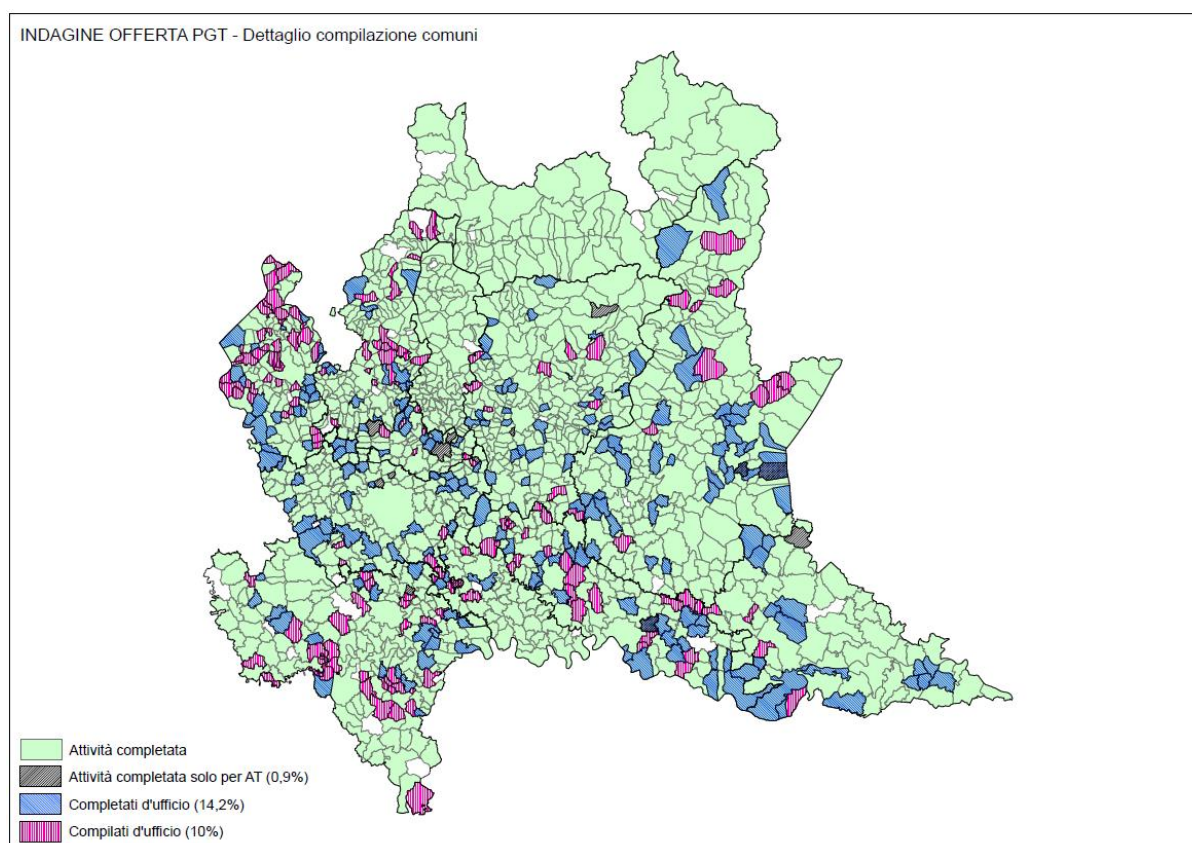 INDAGINE OFFERTA PGT - Dettaglio compilazione comuni
Attività completata
Attività completata solo per AT (0,9%)
Completati d'ufficio (14,2%)
Compilati d'ufficio (10%)